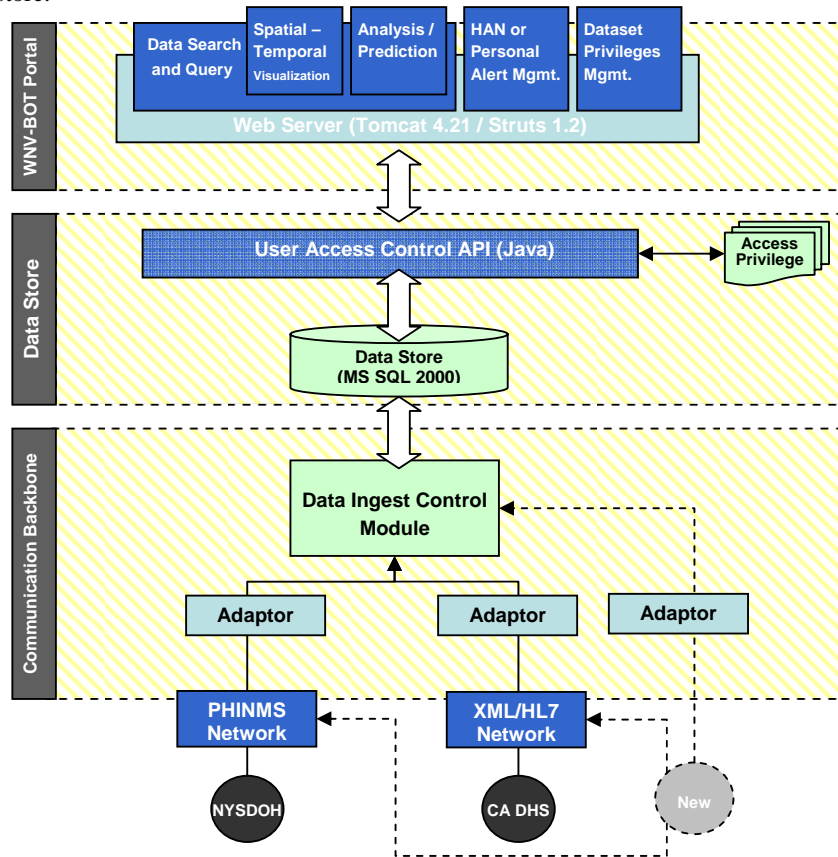 store.
WNV-BOT Portal
Data Search
and Query
Spatial –
Temporal
Visualization
Analysis /
Prediction
HAN or
Personal
Alert Mgmt.
Dataset
Privileges
Mgmt.
Web Server (Tomcat 4.21 / Struts 1.2)
Data Store
User Access Control API (Java)
Access
Privilege
Data Store
(MS SQL 2000)
Communication Backbone
Data Ingest Control
Module
Adaptor
Adaptor
Adaptor
PHINMS
Network
XML/HL7
Network
NYSDOH
CA DHS
New